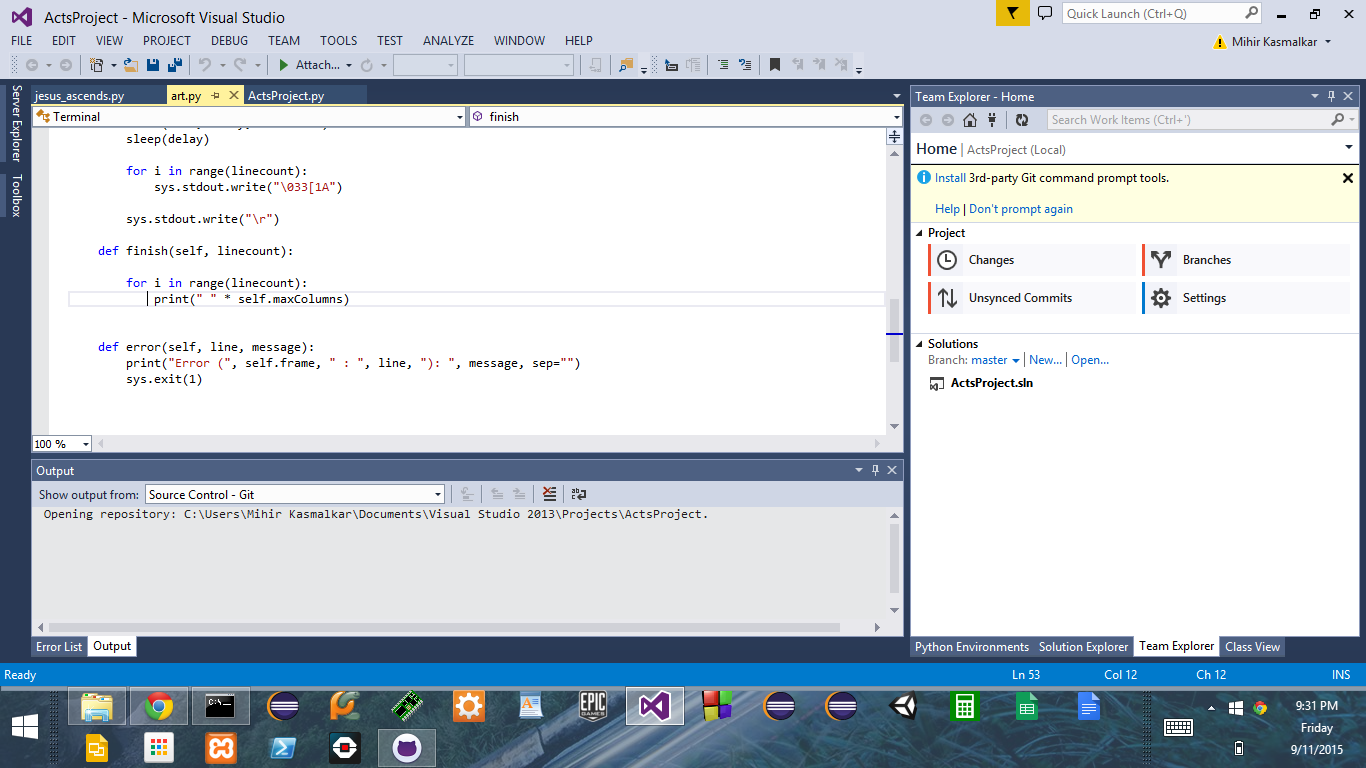 ActsProject - Microsoft Visual Studio
Quick Launch (Ctrl+Q)
FILE EDIT VIEW PROJECT DEBUG TEAM TOOLS TEST ANALYZE WINDOW HELP
Mihir Kasmalkar
Attach...
Server Explorer
Toolbox
jesus_ascends.py art.py ActsProject.py
Terminal
finish
sleep(delay)
for i in range(linecount):
sys.stdout.write("\033[1A")
sys.stdout.write("\r")
def finish(self, linecount):
for i in range(linecount):
print(" " * self.maxColumns)
def error(self, line, message):
print("Error (", self.frame, " : ", line, "): ", message, sep="")
sys.exit(1)
100 %
Output
Show output from: Source Control - Git
Opening repository: C:\Users\Mihir Kasmalkar\Documents\Visual Studio 2013\Projects\ActsProject.
Error List Output
Team Explorer - Home
Search Work Items (Ctrl+')
Home | ActsProject (Local)
Install 3rd-party Git command prompt tools.
Help | Don't prompt again
Project
Changes Branches
Unsynced Commits Settings
Solutions
Branch: master | New... | Open...
ActsProject.sln
Python Environments Solution Explorer Team Explorer Class View
Ready Ln 53 Col 12 Ch 12 INS
EPIC
GAMES
9:31 PM
Friday
9/11/2015